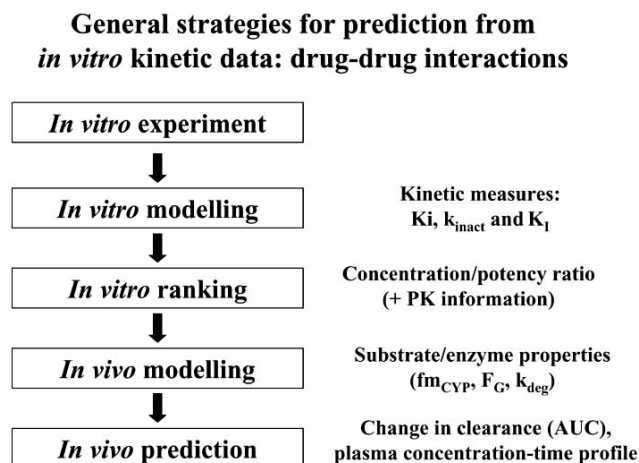 General strategies for prediction from
in vitro kinetic data: drug-drug interactions
In vitro experiment
In vitro modelling
Kinetic measures:
Ki, kinact and KI
In vitro ranking
Concentration/potency ratio
(+ PK information)
In vivo modelling
Substrate/enzyme properties
(fmCYP, FG, kdeg)
In vivo prediction
Change in clearance (AUC),
plasma concentration-time profile